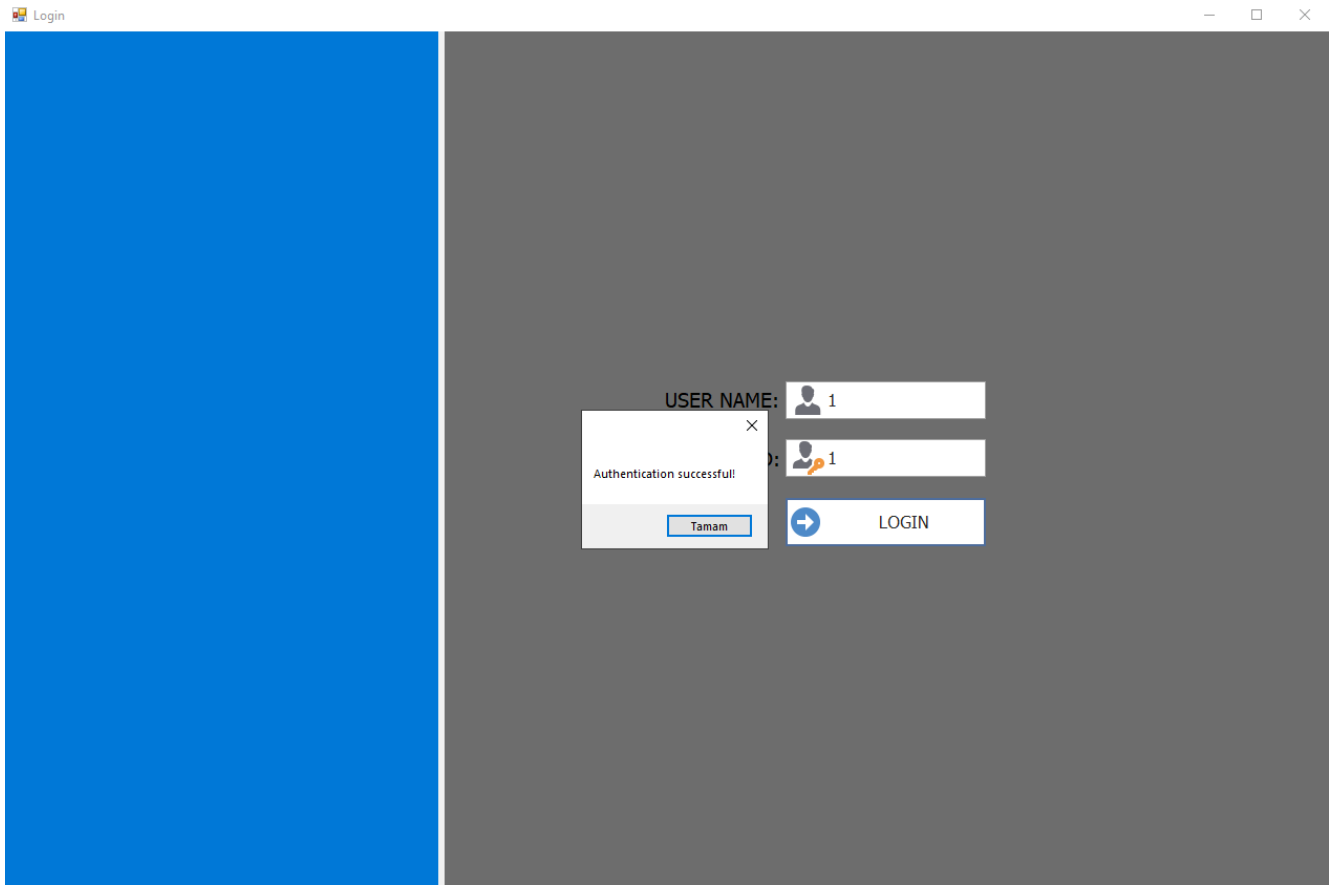 Login
USER NAME: 1
Authentication successful!
D: 1
Tamam
LOGIN